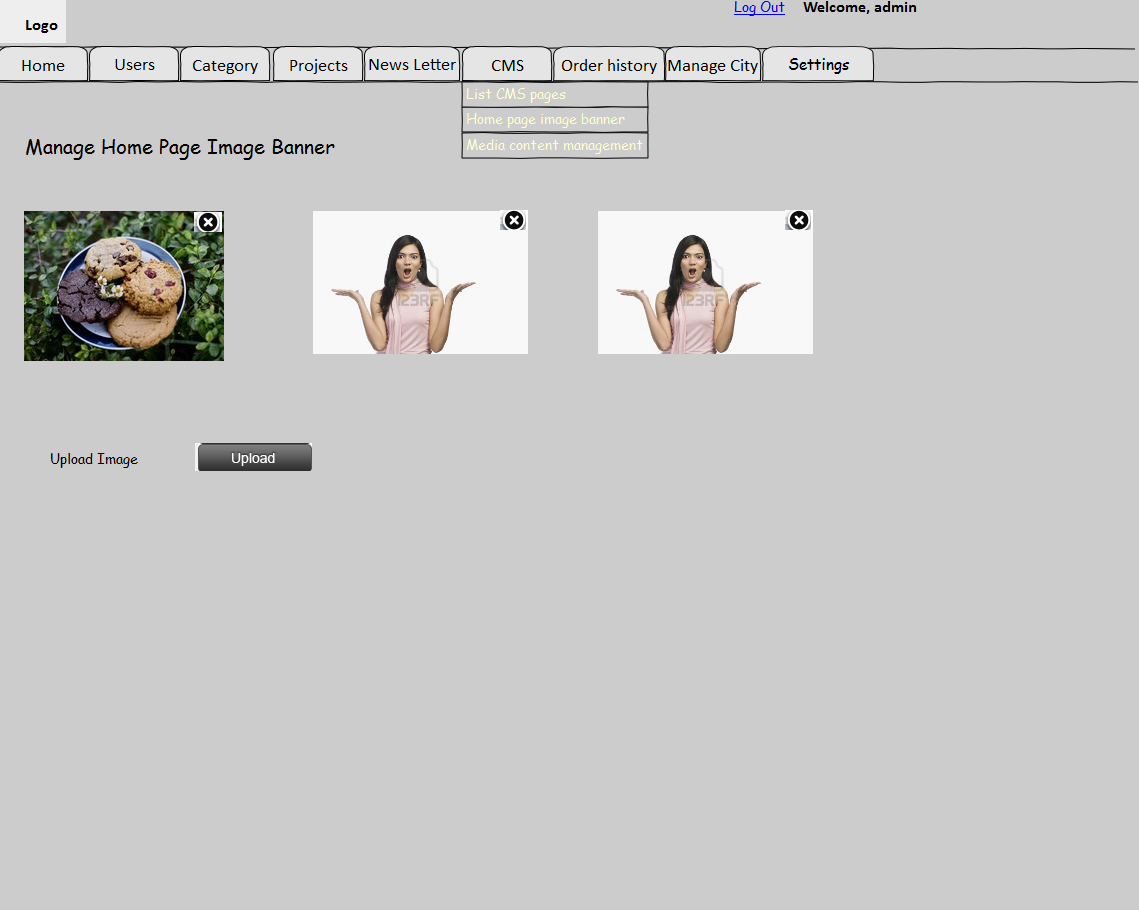 Log Out Welcome, admin
Logo
Home Users Category Projects News Letter CMS Order history Manage City Settings
List CMS pages
Home page image banner
Media content management
Manage Home Page Image Banner
123RF 123RF
Upload Image Upload